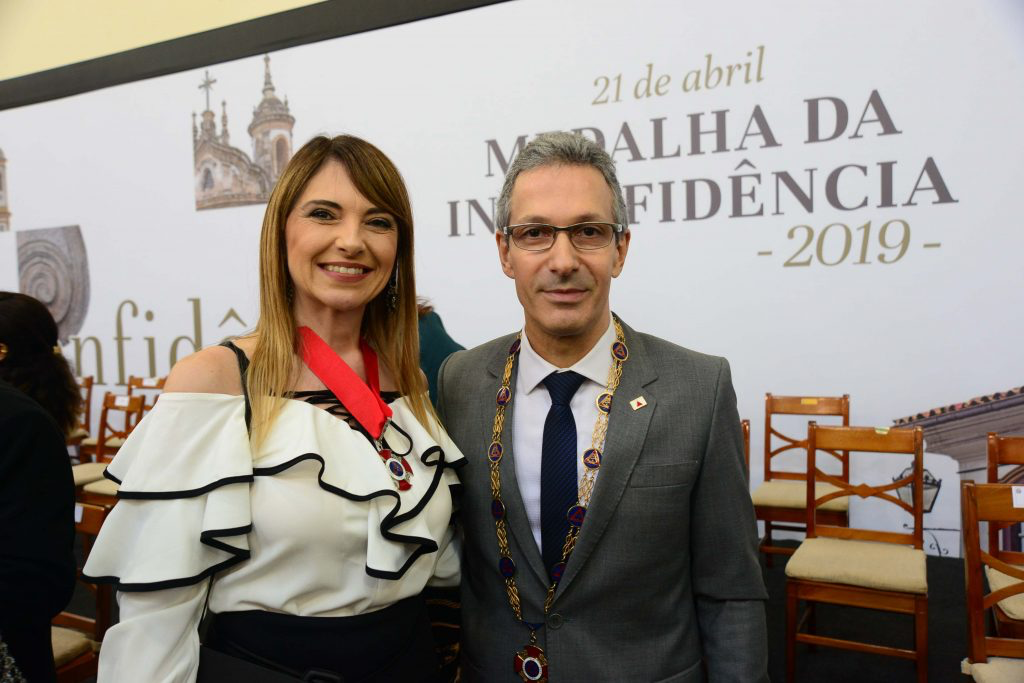 21 de abril
MEDALHA DA
INCONFIDÊNCIA
- 2019 -
nfidê